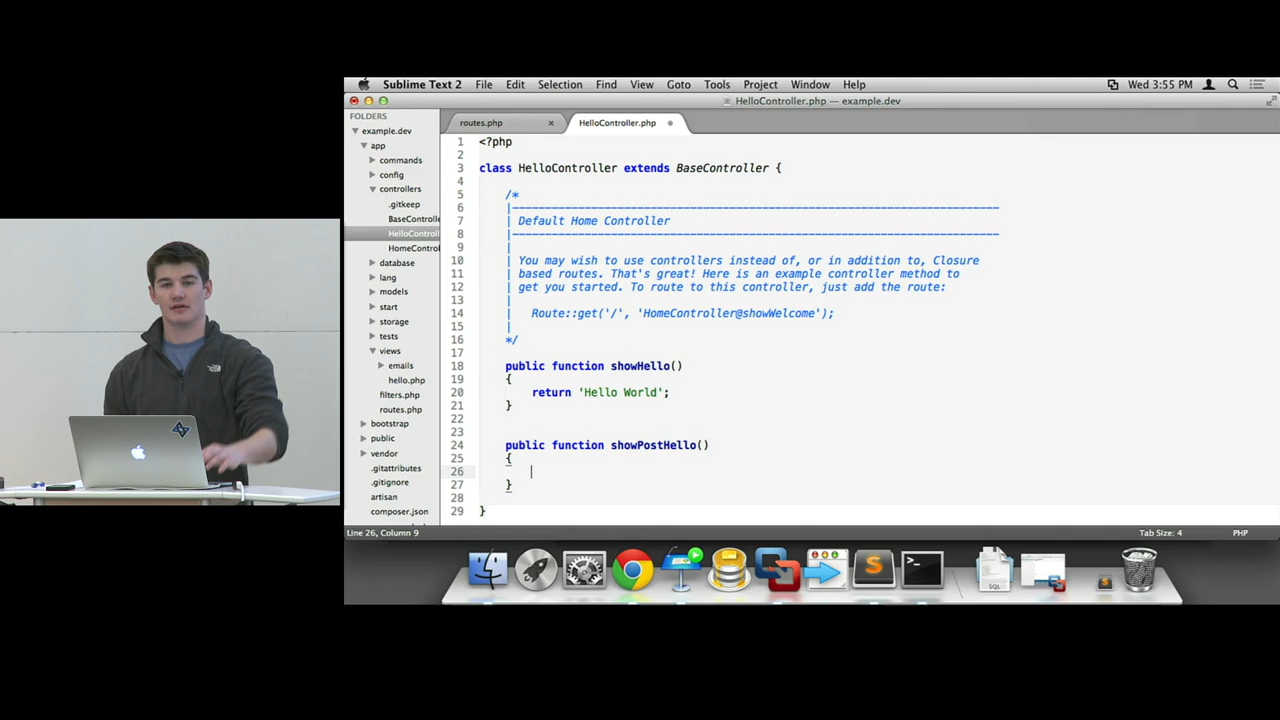 Sublime Text 2 File Edit Selection Find View Goto Tools Project Window Help Wed 3:55 PM
HelloController.php — example.dev
FOLDERS
example.dev
app
commands
config
controllers
.gitkeep
BaseControlle
HelloControll
HomeControl
database
lang
models
start
storage
tests
views
emails
hello.php
filters.php
routes.php
bootstrap
public
vendor
.gitattributes
.gitignore
artisan
composer.json
routes.php × HelloController.php
1 <?php
2
3 class HelloController extends BaseController {
4
5 /*
6 |--------------------------------------------------------------------------
7 | Default Home Controller
8 |--------------------------------------------------------------------------
9 |
10 | You may wish to use controllers instead of, or in addition to, Closure
11 | based routes. That's great! Here is an example controller method to
12 | get you started. To route to this controller, just add the route:
13 |
14 | Route::get('/', 'HomeController@showWelcome');
15 |
16 */
17
18 public function showHello()
19 {
20 return 'Hello World';
21 }
22
23
24 public function showPostHello()
25 {
26
27 }
28
29 }
Line 26, Column 9 Tab Size: 4 PHP
SQL